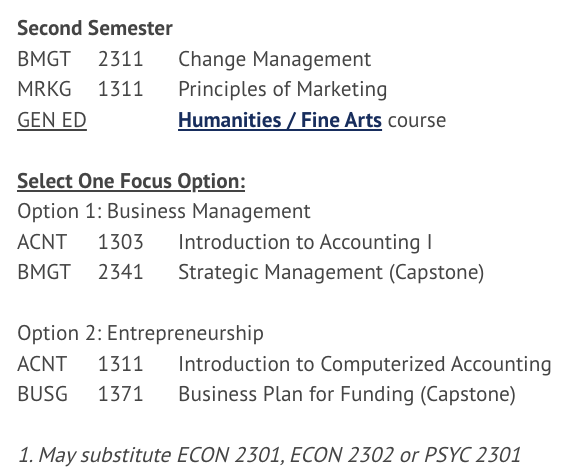 Second Semester
BMGT 2311 Change Management
MRKG 1311 Principles of Marketing
GEN ED Humanities / Fine Arts course
Select One Focus Option:
Option 1: Business Management
ACNT 1303 Introduction to Accounting I
BMGT 2341 Strategic Management (Capstone)
Option 2: Entrepreneurship
ACNT 1311 Introduction to Computerized Accounting
BUSG 1371 Business Plan for Funding (Capstone)
1. May substitute ECON 2301, ECON 2302 or PSYC 2301